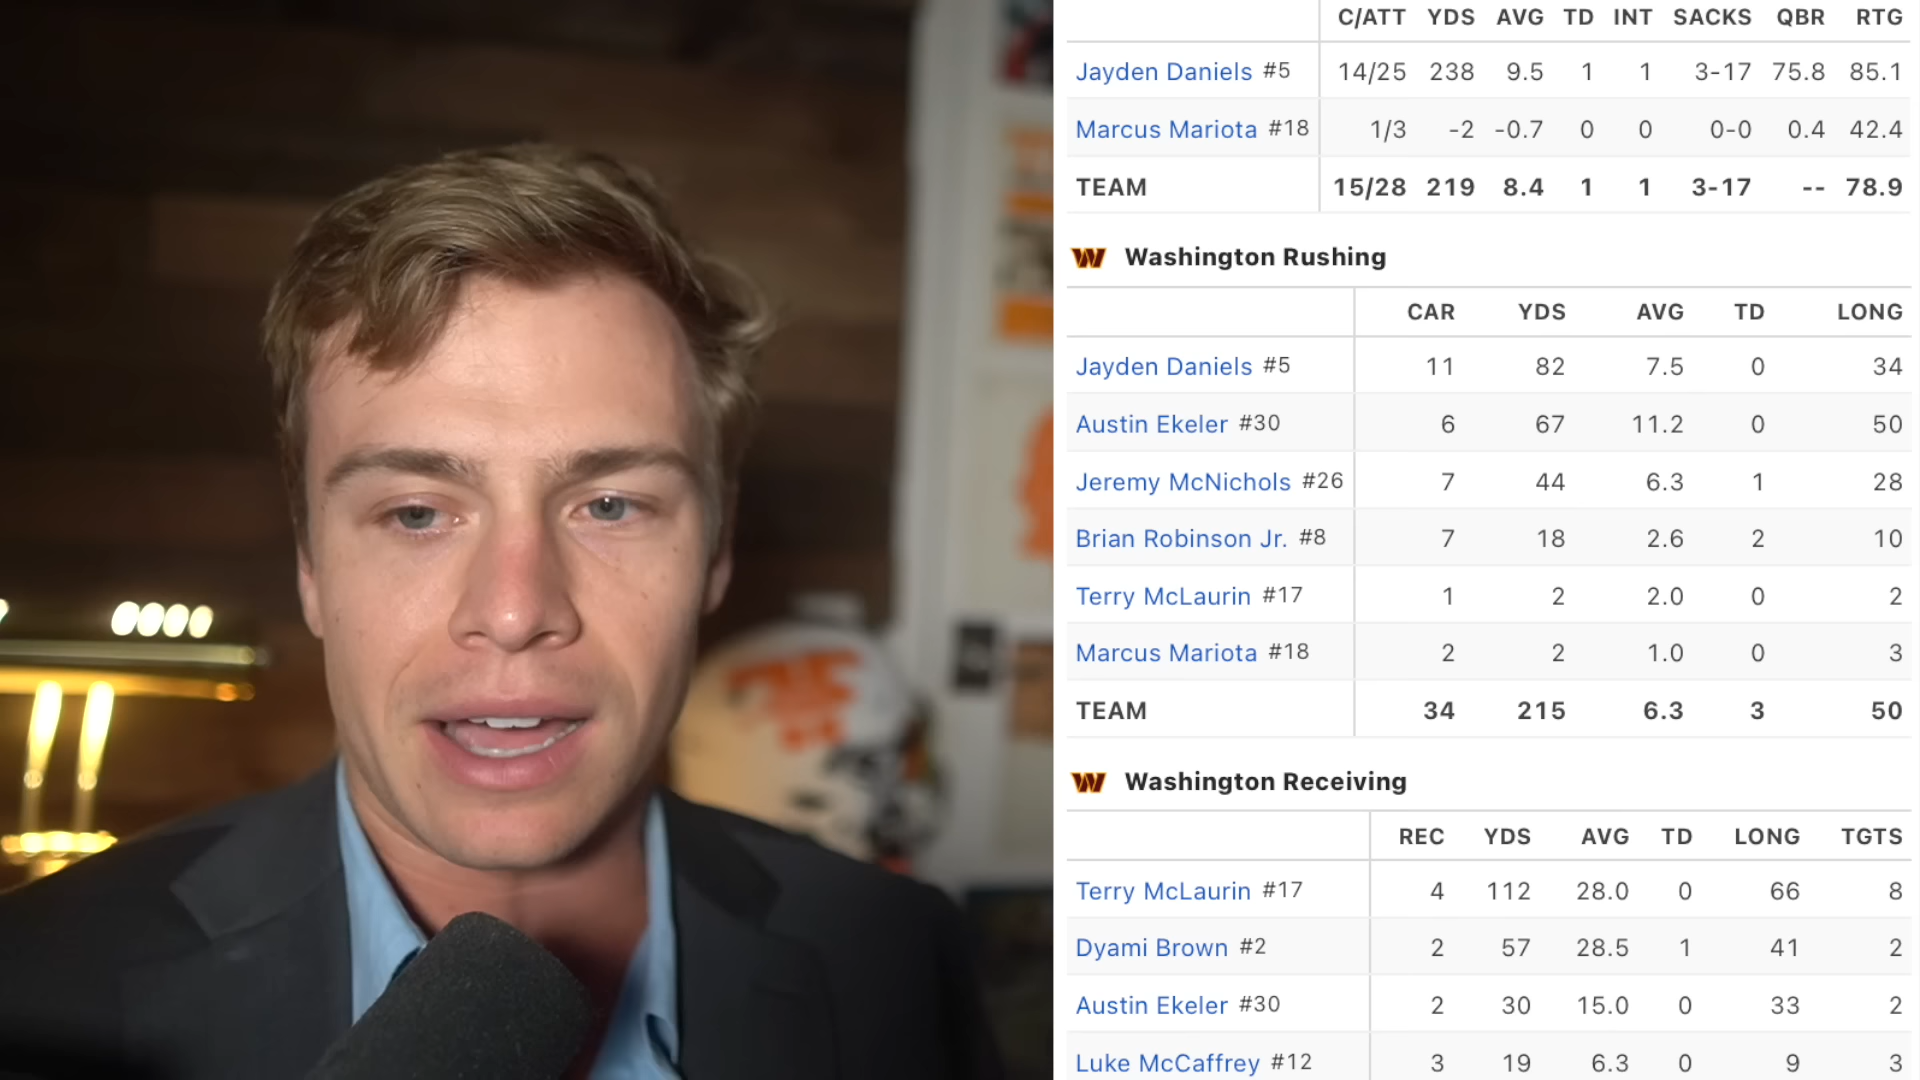 C/ATT YDS AVG TD INT SACKS QBR RTG
Jayden Daniels #5 14/25 238 9.5 1 1 3-17 75.8 85.1
Marcus Mariota #18 1/3 -2 -0.7 0 0 0-0 0.4 42.4
TEAM 15/28 219 8.4 1 1 3-17 -- 78.9
W Washington Rushing
CAR YDS AVG TD LONG
Jayden Daniels #5 11 82 7.5 0 34
Austin Ekeler #30 6 67 11.2 0 50
Jeremy McNichols #26 7 44 6.3 1 28
Brian Robinson Jr. #8 7 18 2.6 2 10
Terry McLaurin #17 1 2 2.0 0 2
Marcus Mariota #18 2 2 1.0 0 3
TEAM 34 215 6.3 3 50
W Washington Receiving
REC YDS AVG TD LONG TGTS
Terry McLaurin #17 4 112 28.0 0 66 8
Dyami Brown #2 2 57 28.5 1 41 2
Austin Ekeler #30 2 30 15.0 0 33 2
Luke McCaffrey #12 3 19 6.3 0 9 3